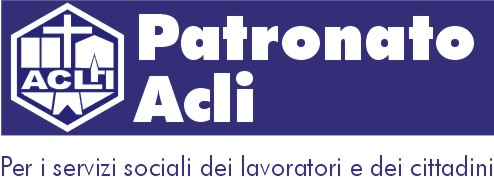 ACLI
Patronato
Acli
Per i servizi sociali dei lavoratori e dei cittadini